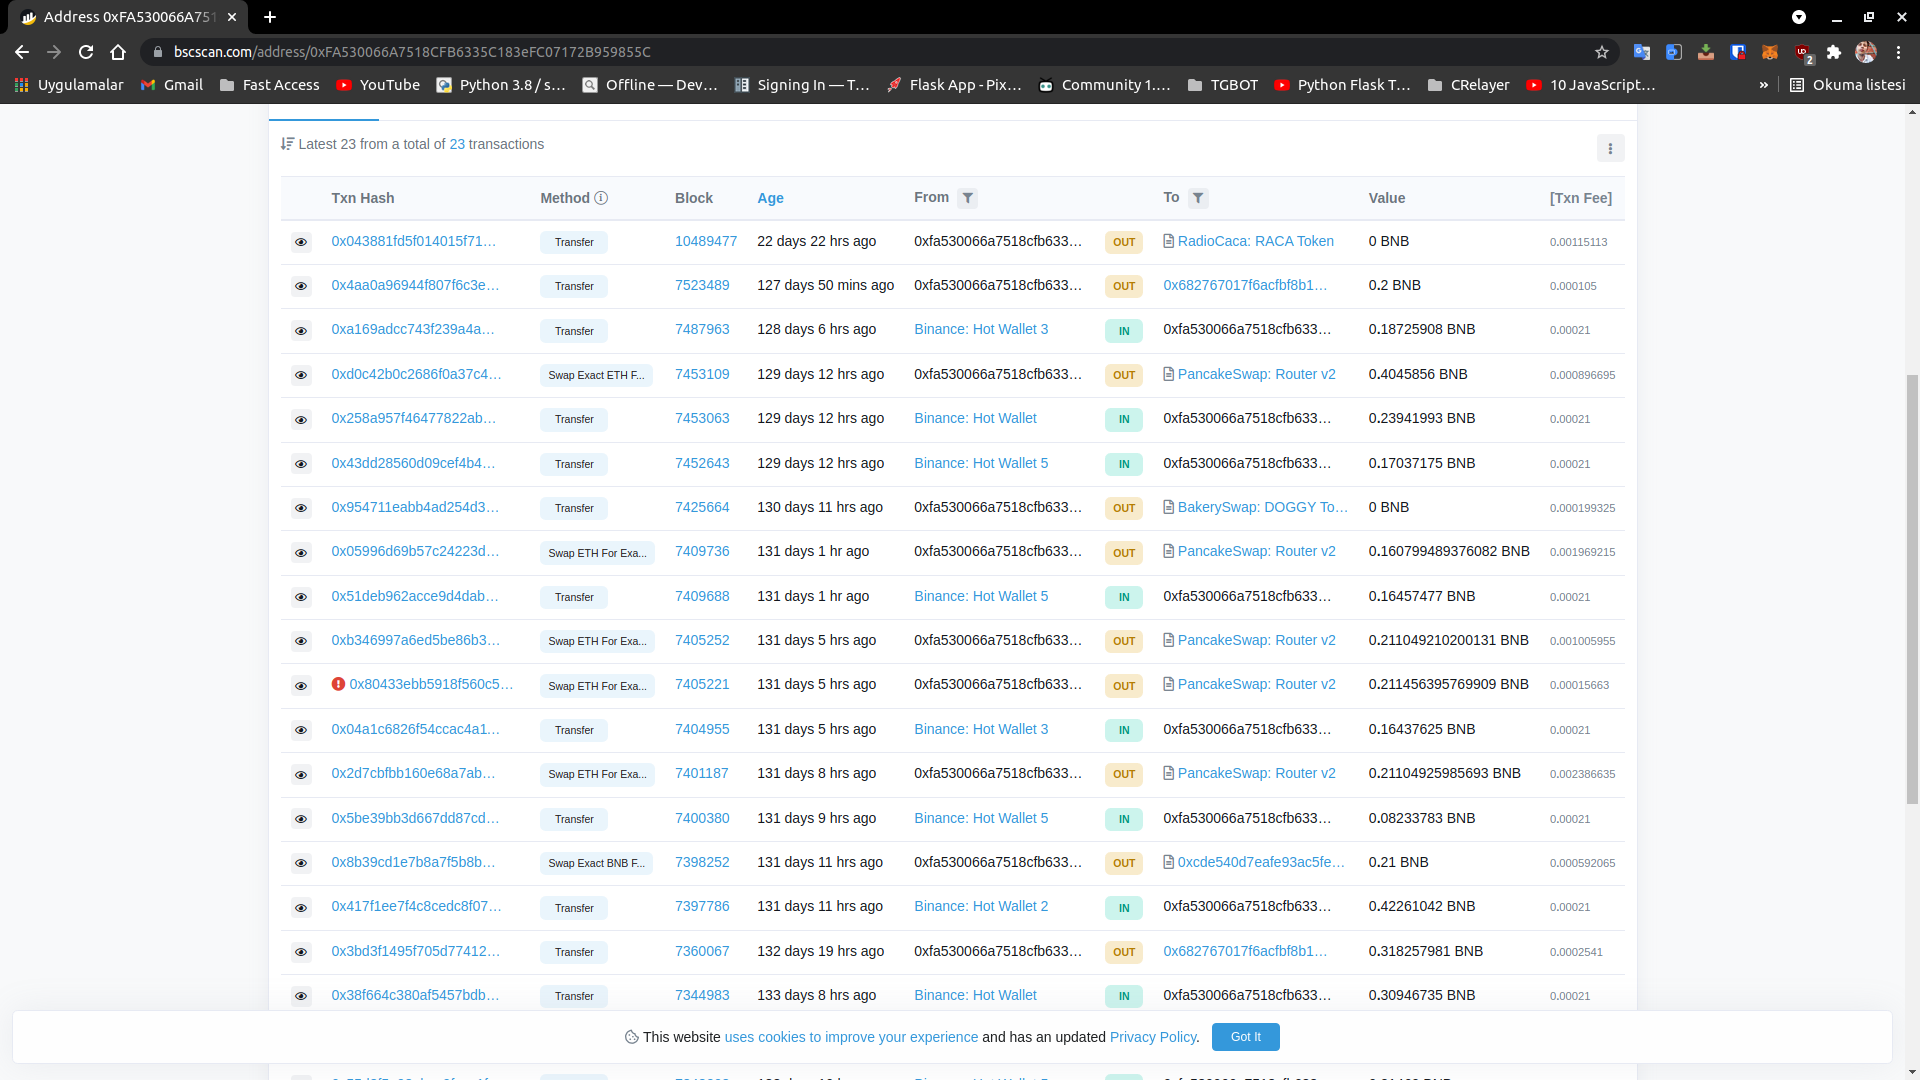 Address 0xFA530066A751
bscscan.com/address/0xFA530066A7518CFB6335C183eFC07172B959855C
2
Uygulamalar Gmail Fast Access YouTube Python 3.8 / s... Offline — Dev... Signing In — T... Flask App - Pix... Community 1.... TGBOT Python Flask T... CRelayer 10 JavaScript... » Okuma listesi
Latest 23 from a total of 23 transactions
Txn Hash Method Block Age From To Value [Txn Fee]
0x043881fd5f014015f71... Transfer 10489477 22 days 22 hrs ago 0xfa530066a7518cfb633... OUT RadioCaca: RACA Token 0 BNB 0.00115113
0x4aa0a96944f807f6c3e... Transfer 7523489 127 days 50 mins ago 0xfa530066a7518cfb633... OUT 0x682767017f6acfbf8b1... 0.2 BNB 0.000105
0xa169adcc743f239a4a... Transfer 7487963 128 days 6 hrs ago Binance: Hot Wallet 3 IN 0xfa530066a7518cfb633... 0.18725908 BNB 0.00021
0xd0c42b0c2686f0a37c4... Swap Exact ETH F... 7453109 129 days 12 hrs ago 0xfa530066a7518cfb633... OUT PancakeSwap: Router v2 0.4045856 BNB 0.000896695
0x258a957f46477822ab... Transfer 7453063 129 days 12 hrs ago Binance: Hot Wallet IN 0xfa530066a7518cfb633... 0.23941993 BNB 0.00021
0x43dd28560d09cef4b4... Transfer 7452643 129 days 12 hrs ago Binance: Hot Wallet 5 IN 0xfa530066a7518cfb633... 0.17037175 BNB 0.00021
0x954711eabb4ad254d3... Transfer 7425664 130 days 11 hrs ago 0xfa530066a7518cfb633... OUT BakerySwap: DOGGY To... 0 BNB 0.000199325
0x05996d69b57c24223d... Swap ETH For Exa... 7409736 131 days 1 hr ago 0xfa530066a7518cfb633... OUT PancakeSwap: Router v2 0.160799489376082 BNB 0.001969215
0x51deb962acce9d4dab... Transfer 7409688 131 days 1 hr ago Binance: Hot Wallet 5 IN 0xfa530066a7518cfb633... 0.16457477 BNB 0.00021
0xb346997a6ed5be86b3... Swap ETH For Exa... 7405252 131 days 5 hrs ago 0xfa530066a7518cfb633... OUT PancakeSwap: Router v2 0.211049210200131 BNB 0.001005955
0x80433ebb5918f560c5... Swap ETH For Exa... 7405221 131 days 5 hrs ago 0xfa530066a7518cfb633... OUT PancakeSwap: Router v2 0.211456395769909 BNB 0.00015663
0x04a1c6826f54ccac4a1... Transfer 7404955 131 days 5 hrs ago Binance: Hot Wallet 3 IN 0xfa530066a7518cfb633... 0.16437625 BNB 0.00021
0x2d7cbfbb160e68a7ab... Swap ETH For Exa... 7401187 131 days 8 hrs ago 0xfa530066a7518cfb633... OUT PancakeSwap: Router v2 0.21104925985693 BNB 0.002386635
0x5be39bb3d667dd87cd... Transfer 7400380 131 days 9 hrs ago Binance: Hot Wallet 5 IN 0xfa530066a7518cfb633... 0.08233783 BNB 0.00021
0x8b39cd1e7b8a7f5b8b... Swap Exact BNB F... 7398252 131 days 11 hrs ago 0xfa530066a7518cfb633... OUT 0xcde540d7eafe93ac5fe... 0.21 BNB 0.000592065
0x417f1ee7f4c8cedc8f07... Transfer 7397786 131 days 11 hrs ago Binance: Hot Wallet 2 IN 0xfa530066a7518cfb633... 0.42261042 BNB 0.00021
0x3bd3f1495f705d77412... Transfer 7360067 132 days 19 hrs ago 0xfa530066a7518cfb633... OUT 0x682767017f6acfbf8b1... 0.318257981 BNB 0.0002541
0x38f664c380af5457bdb... Transfer 7344983 133 days 8 hrs ago Binance: Hot Wallet IN 0xfa530066a7518cfb633... 0.30946735 BNB 0.00021
This website uses cookies to improve your experience and has an updated Privacy Policy. Got It